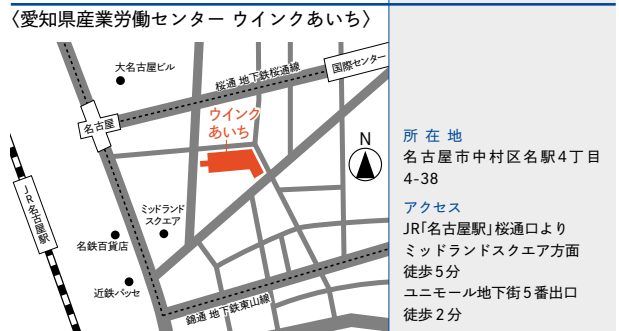 〈愛知県産業労働センター ウインクあいち〉
大名古屋ビル
桜通 地下鉄桜通線
国際センター
名古屋
ウインク
あいち
N
JR名古屋駅
ミッドランド
スクエア
名鉄百貨店
近鉄パッセ
錦通 地下鉄東山線
所在地
名古屋市中村区名駅4丁目
4-38
アクセス
JR「名古屋駅」桜通口より
ミッドランドスクエア方面
徒歩5分
ユニモール地下街5番出口
徒歩2分